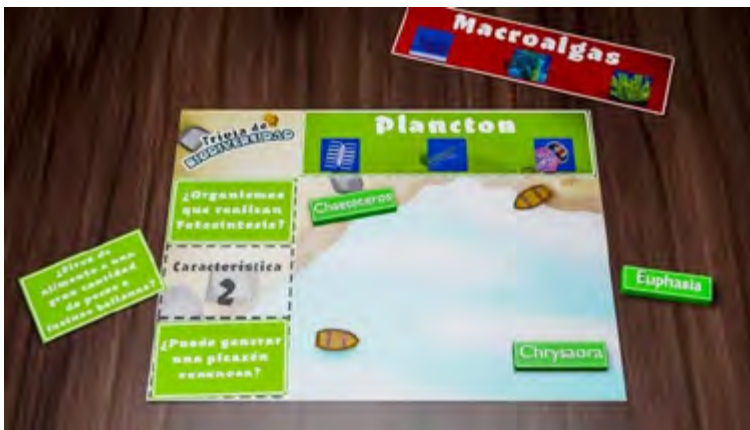 Macroalgas
Trivia de
BIODIVERSIDAD
Plancton
¿Organismos
que realizan
Fotosíntesis?
Chaetoceros
¿Sirve de
alimento a una
gran cantidad
de peces e
incluso ballenas?
Característica
2
Euphasia
¿Puede generar
una picazón
venenosa?
Chrysaora